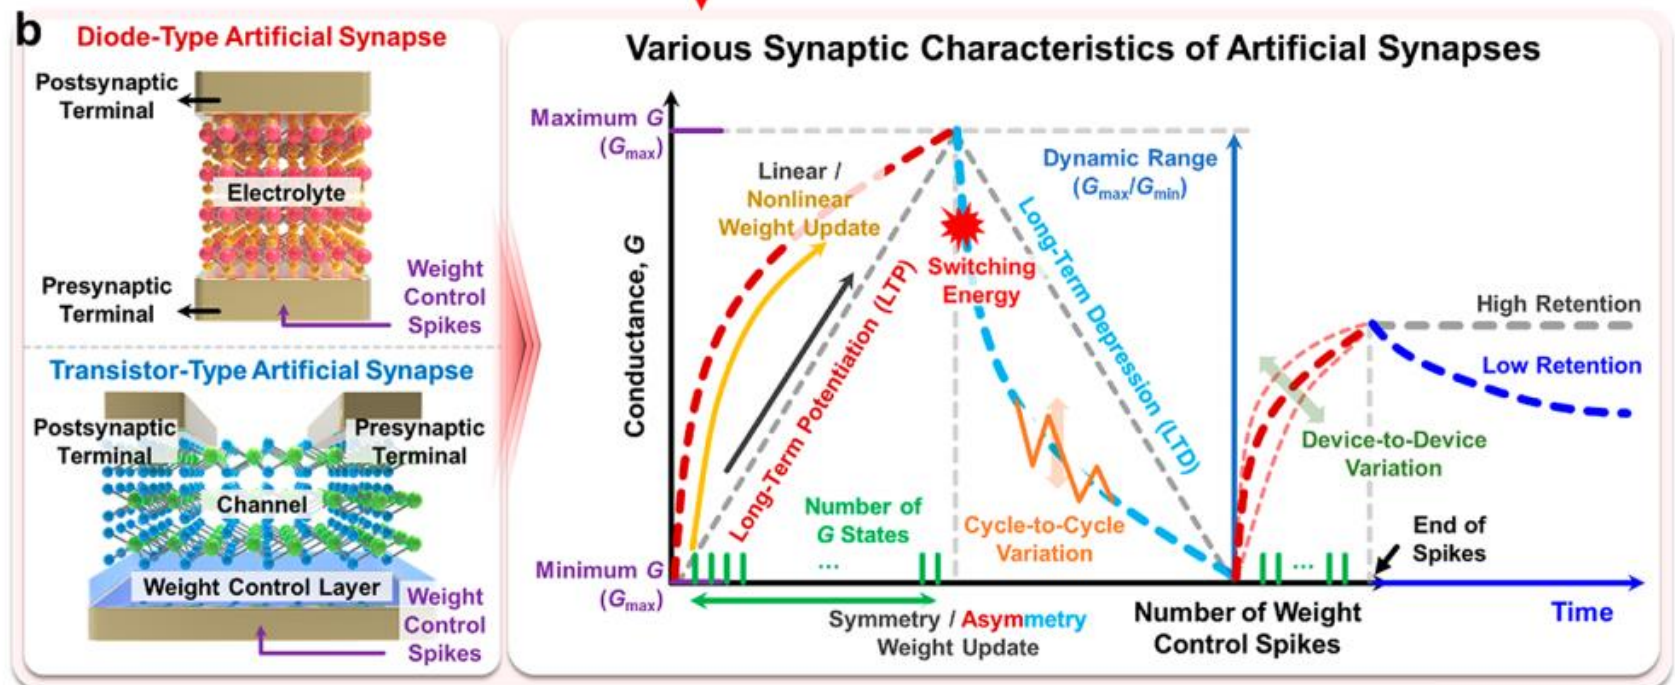 b
Diode-Type Artificial Synapse
Postsynaptic
Terminal
Electrolyte
Presynaptic
Terminal
Weight
Control
Spikes
Transistor-Type Artificial Synapse
Postsynaptic
Terminal
Presynaptic
Terminal
Channel
Weight Control Layer
Weight
Control
Spikes
Various Synaptic Characteristics of Artificial Synapses
Maximum G
(Gmax)
Conductance, G
Minimum G
(Gmax)
Linear /
Nonlinear
Weight Update
Long-Term Potentiation (LTP)
Switching
Energy
Long-Term Depression (LTD)
Dynamic Range
(Gmax/Gmin)
Number of
G States
...
Cycle-to-Cycle
Variation
Symmetry / Asymmetry
Weight Update
High Retention
Low Retention
Device-to-Device
Variation
...
End of
Spikes
Number of Weight
Control Spikes
Time